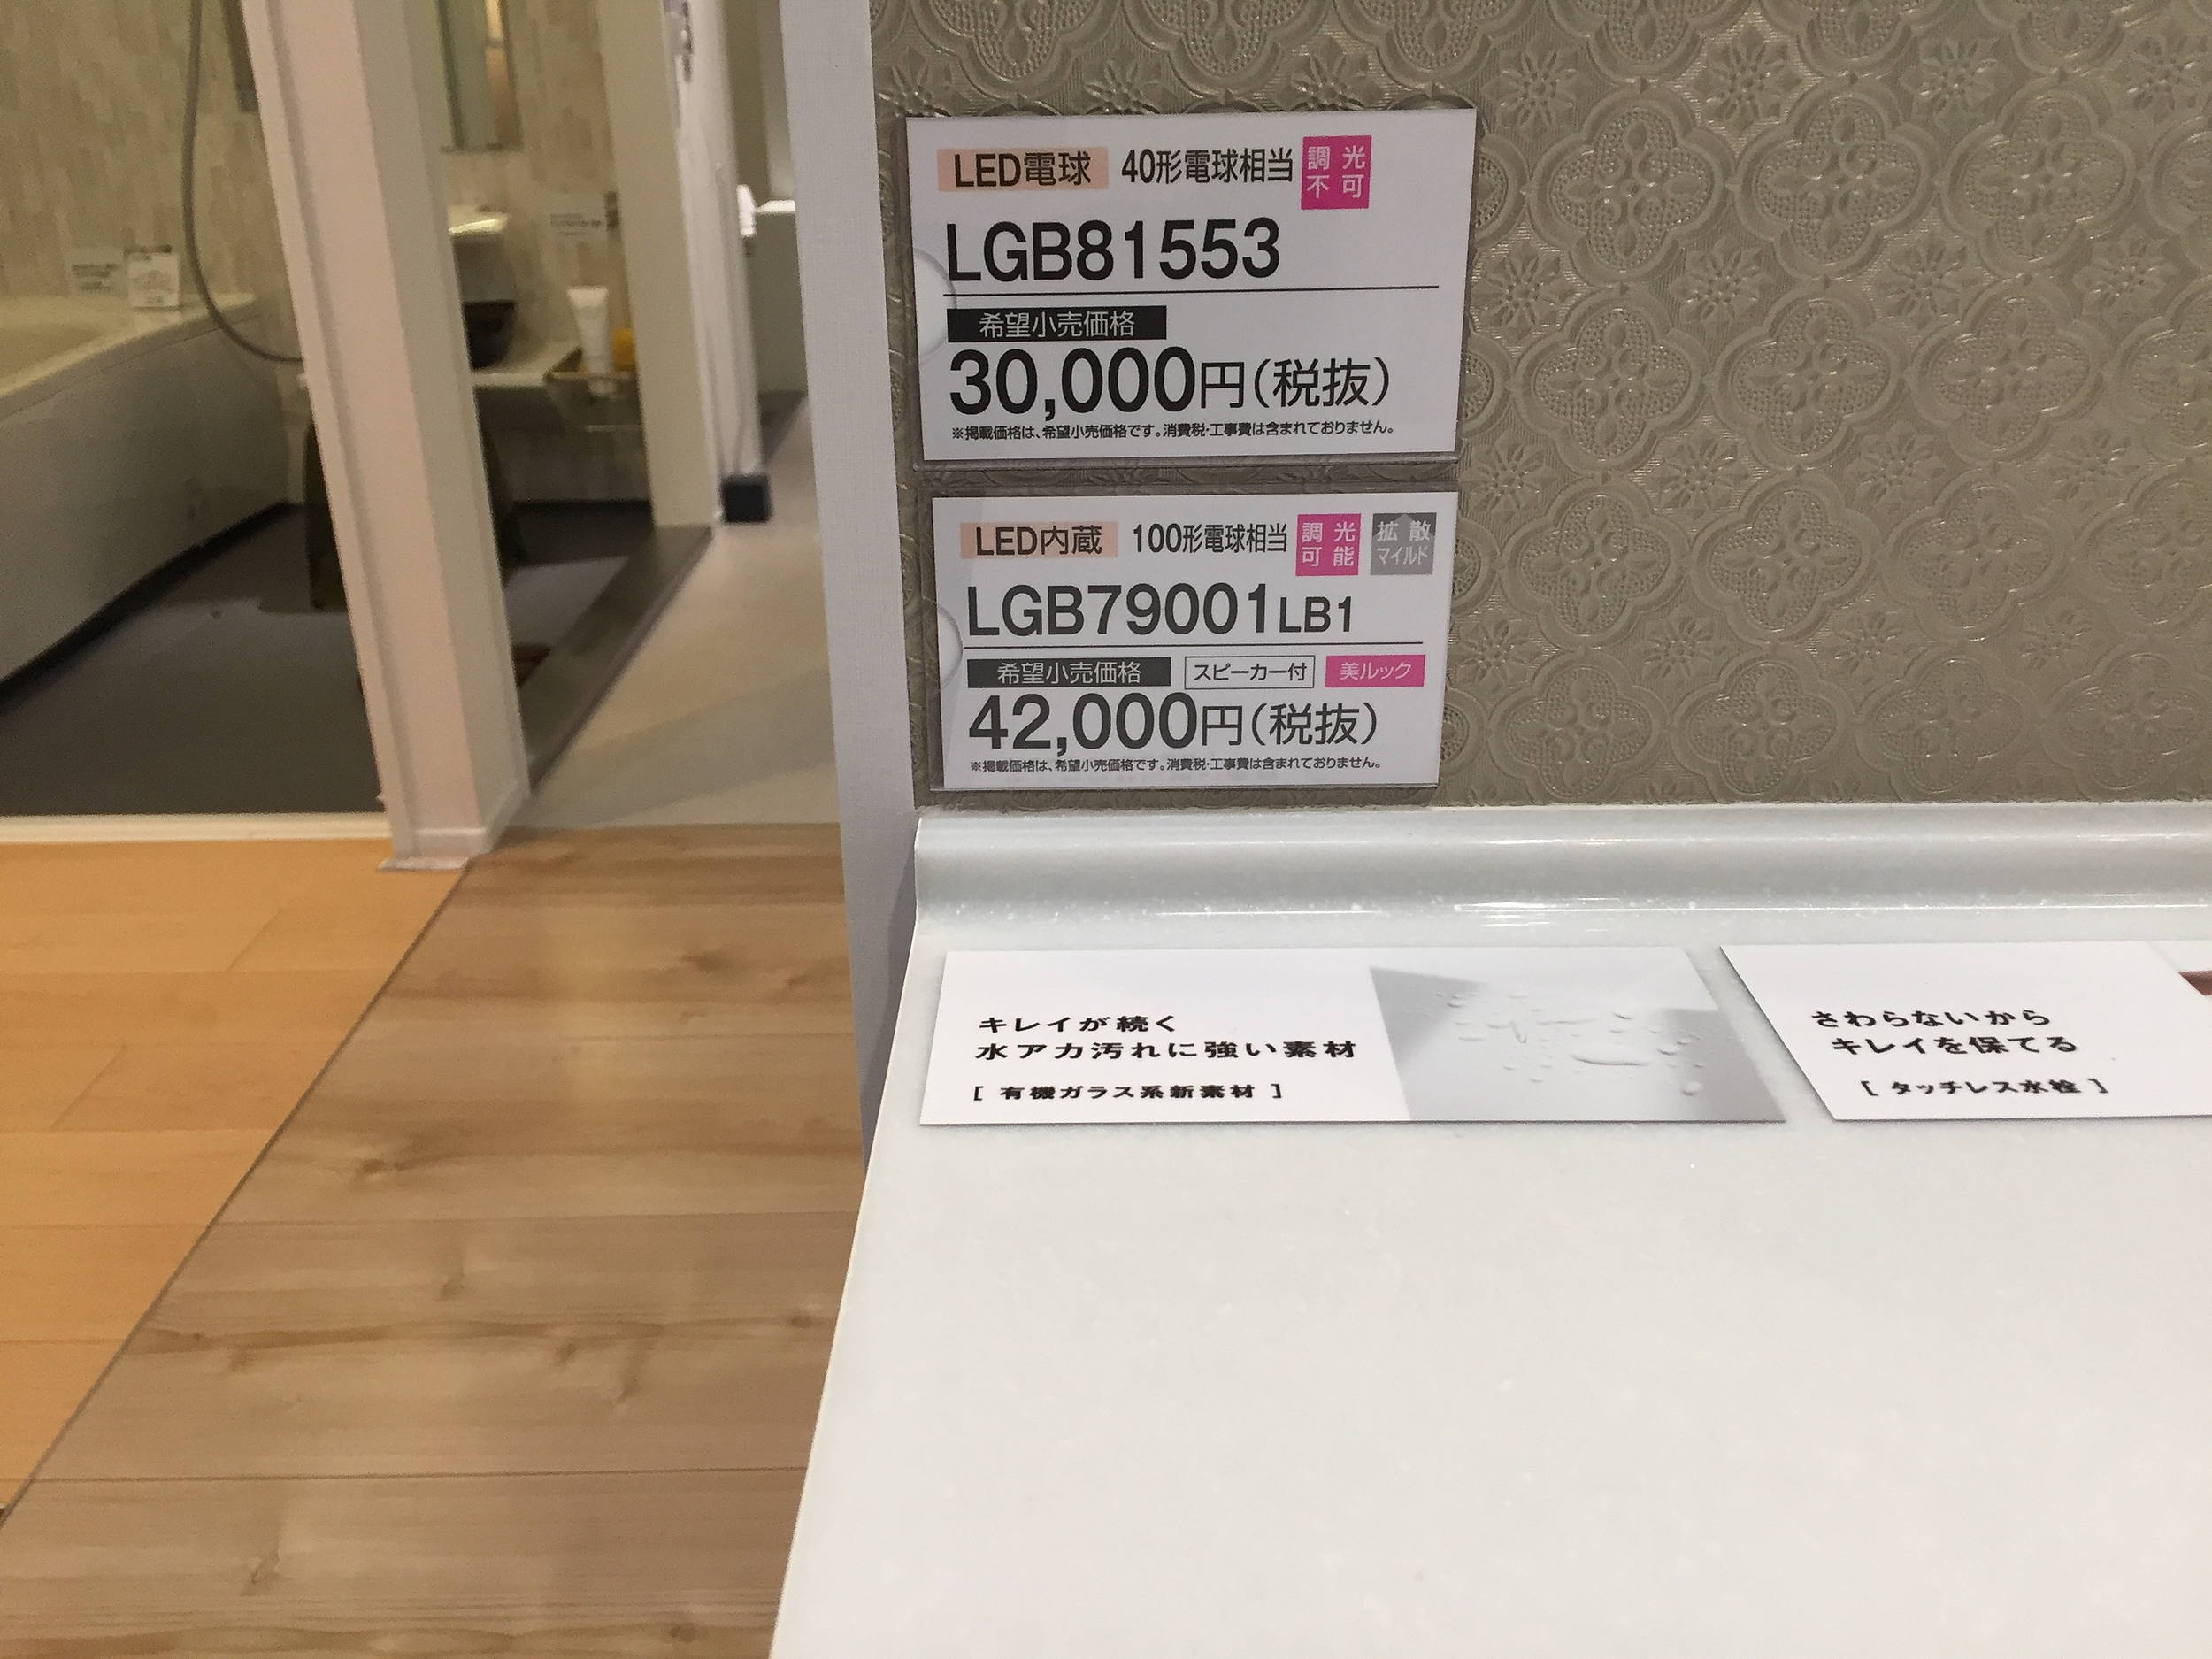 LED電球 40形電球相当 調光不可
LGB81553
希望小売価格
30,000円(税抜)
※掲載価格は、希望小売価格です。消費税・工事費は含まれておりません。
LED内蔵 100形電球相当 調光可能 拡散マイルド
LGB79001LB1
希望小売価格 スピーカー付 美ルック
42,000円(税抜)
※掲載価格は、希望小売価格です。消費税・工事費は含まれておりません。
キレイが続く
水アカ汚れに強い素材
[ 有機ガラス系新素材 ]
さわらないから
キレイを保てる
[ タッチレス水栓 ]